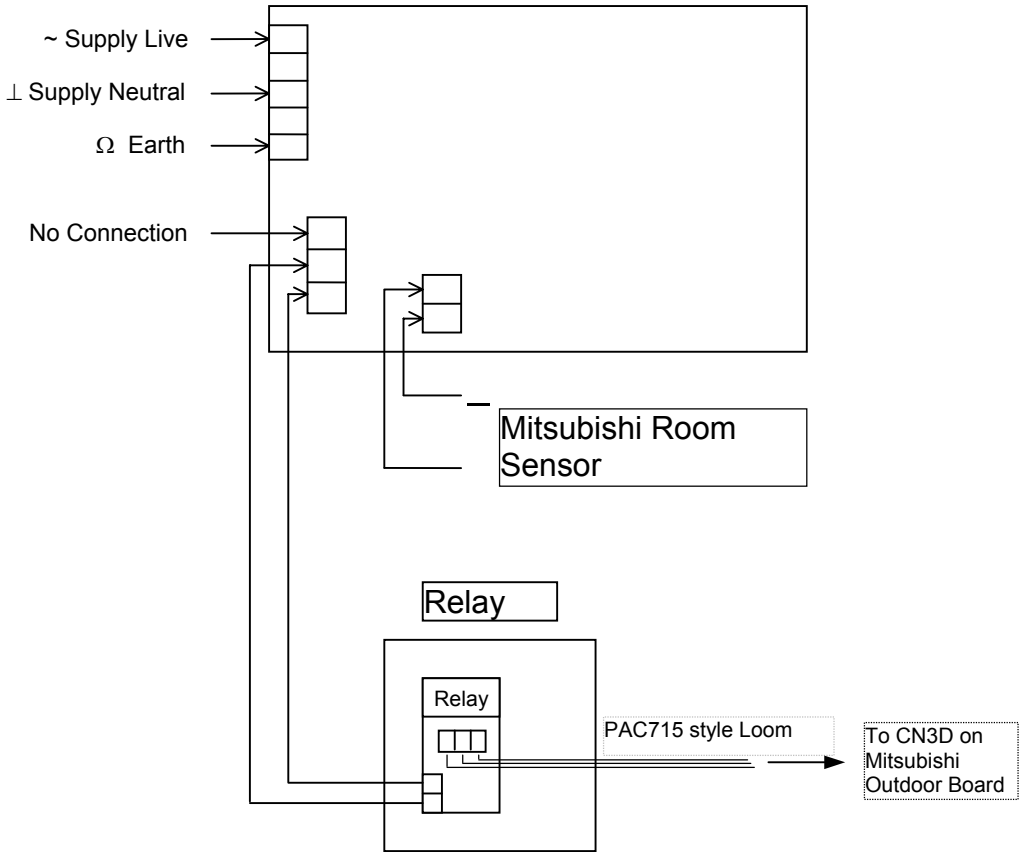 ~ Supply Live
⊥ Supply Neutral
Ω Earth
No Connection
Mitsubishi Room
Sensor
Relay
Relay
PAC715 style Loom
To CN3D on
Mitsubishi
Outdoor Board